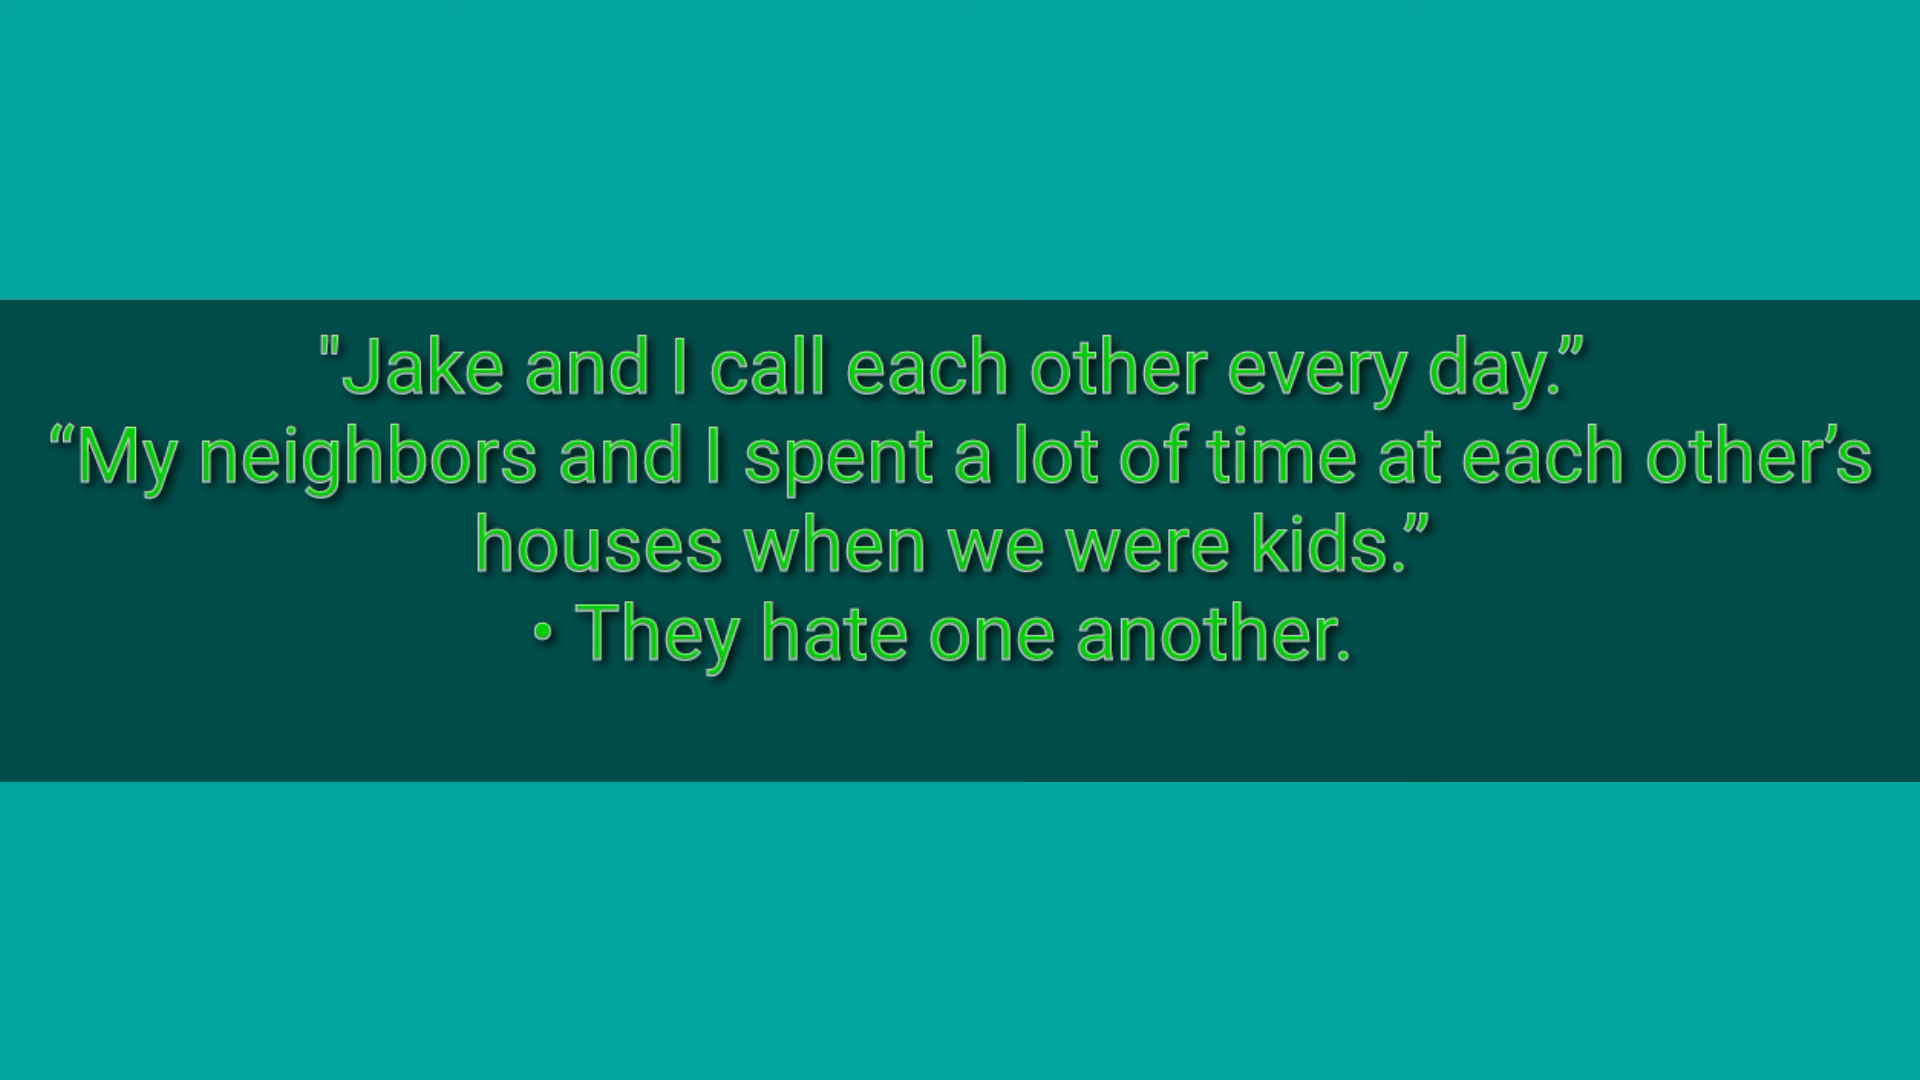 "Jake and I call each other every day.”
“My neighbors and I spent a lot of time at each other’s
houses when we were kids.”
• They hate one another.